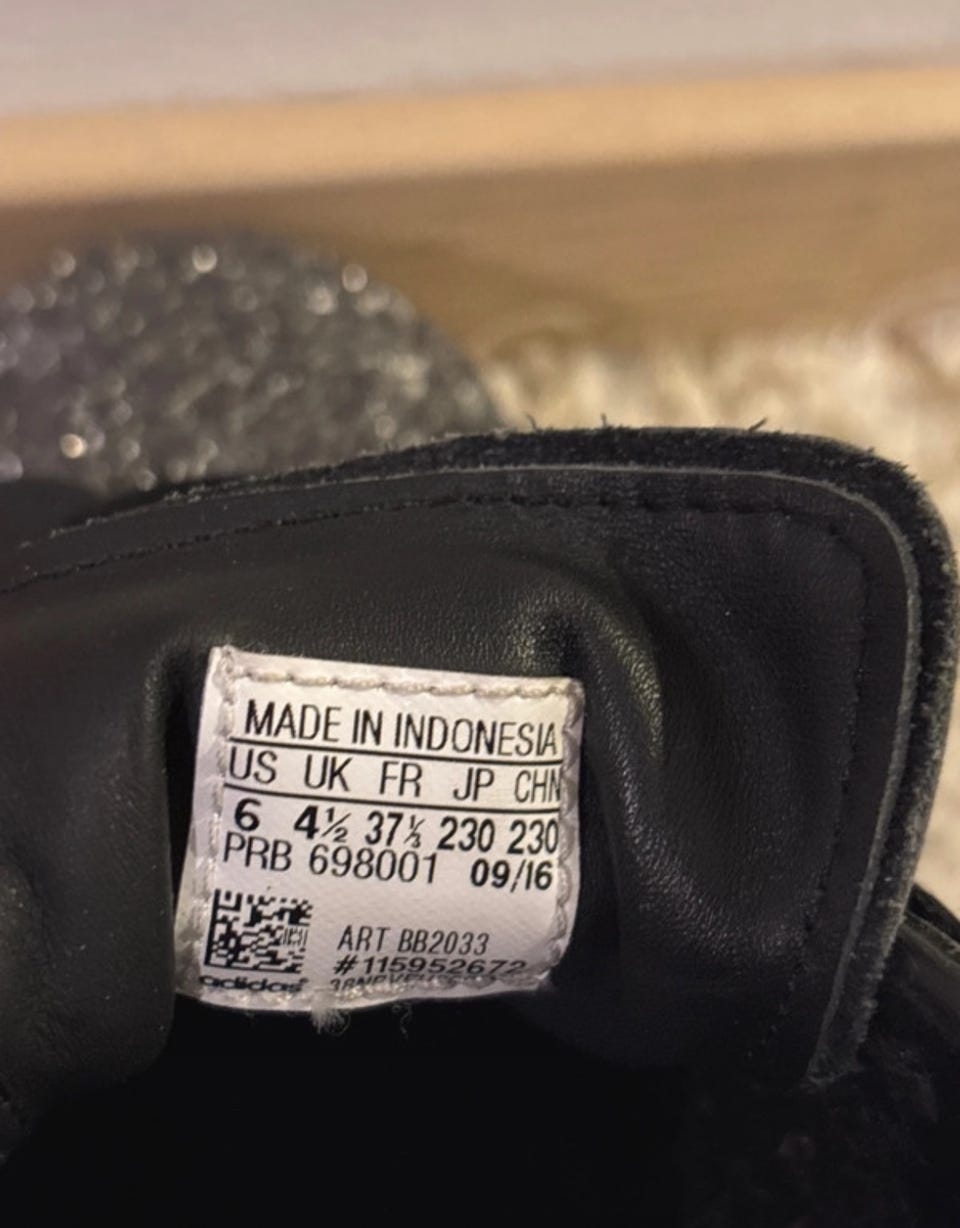 MADE IN INDONESIA
US UK FR JP CHN
6 4½ 37⅓ 230 230
PRB 698001 09/16
ART BB2033
#115952672
adidas